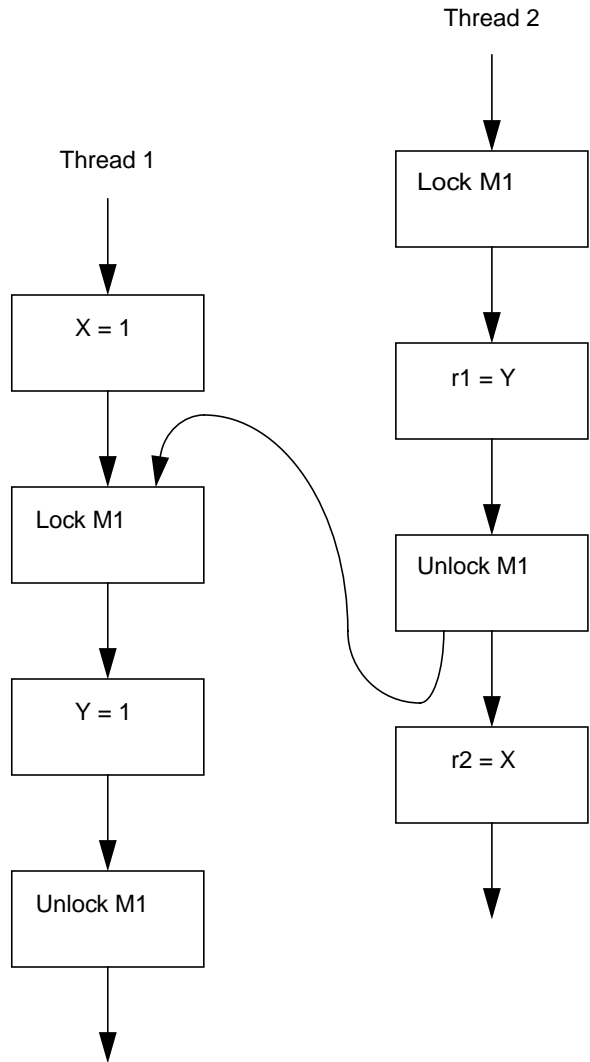 Thread 2
Lock M1
r1 = Y
Unlock M1
r2 = X
Thread 1
X = 1
Lock M1
Y = 1
Unlock M1